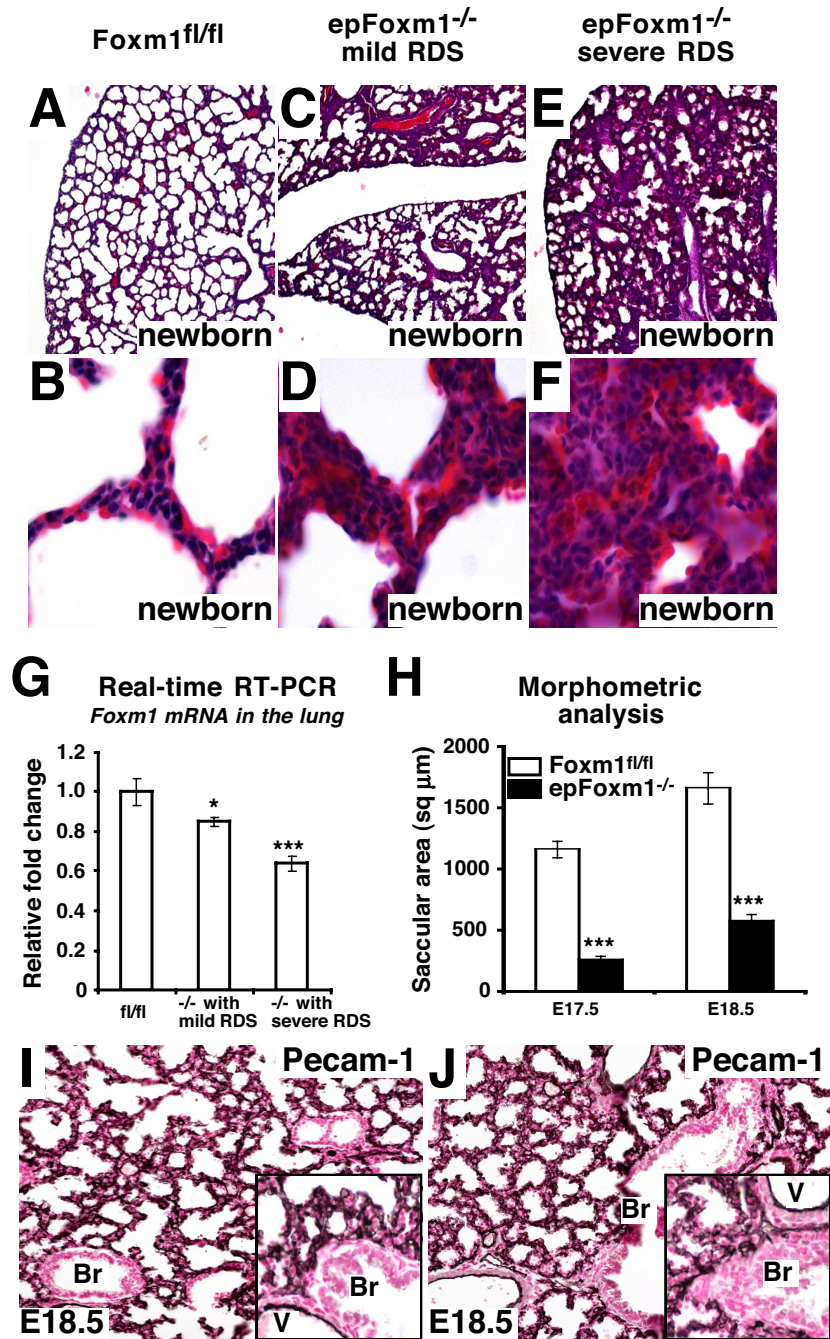 Foxm1fl/fl
epFoxm1-/-
mild RDS
epFoxm1-/-
severe RDS
A
newborn
C
newborn
E
newborn
B
newborn
D
newborn
F
newborn
G
Real-time RT-PCR
Foxm1 mRNA in the lung
Relative fold change
1.2
1.0
0.8
0.6
0.4
0.2
0
*
***
fl/fl
-/- with
mild RDS
-/- with
severe RDS
H
Morphometric
analysis
Saccular area (sq µm)
2000
1500
1000
500
0
Foxm1fl/fl
epFoxm1-/-
***
***
E17.5
E18.5
I
Pecam-1
Br
E18.5
Br
V
J
Pecam-1
Br
E18.5
V
Br